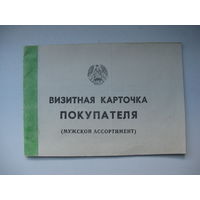 ВИЗИТНАЯ КАРТОЧКА
ПОКУПАТЕЛЯ
(МУЖСКОЙ АССОРТИМЕНТ)